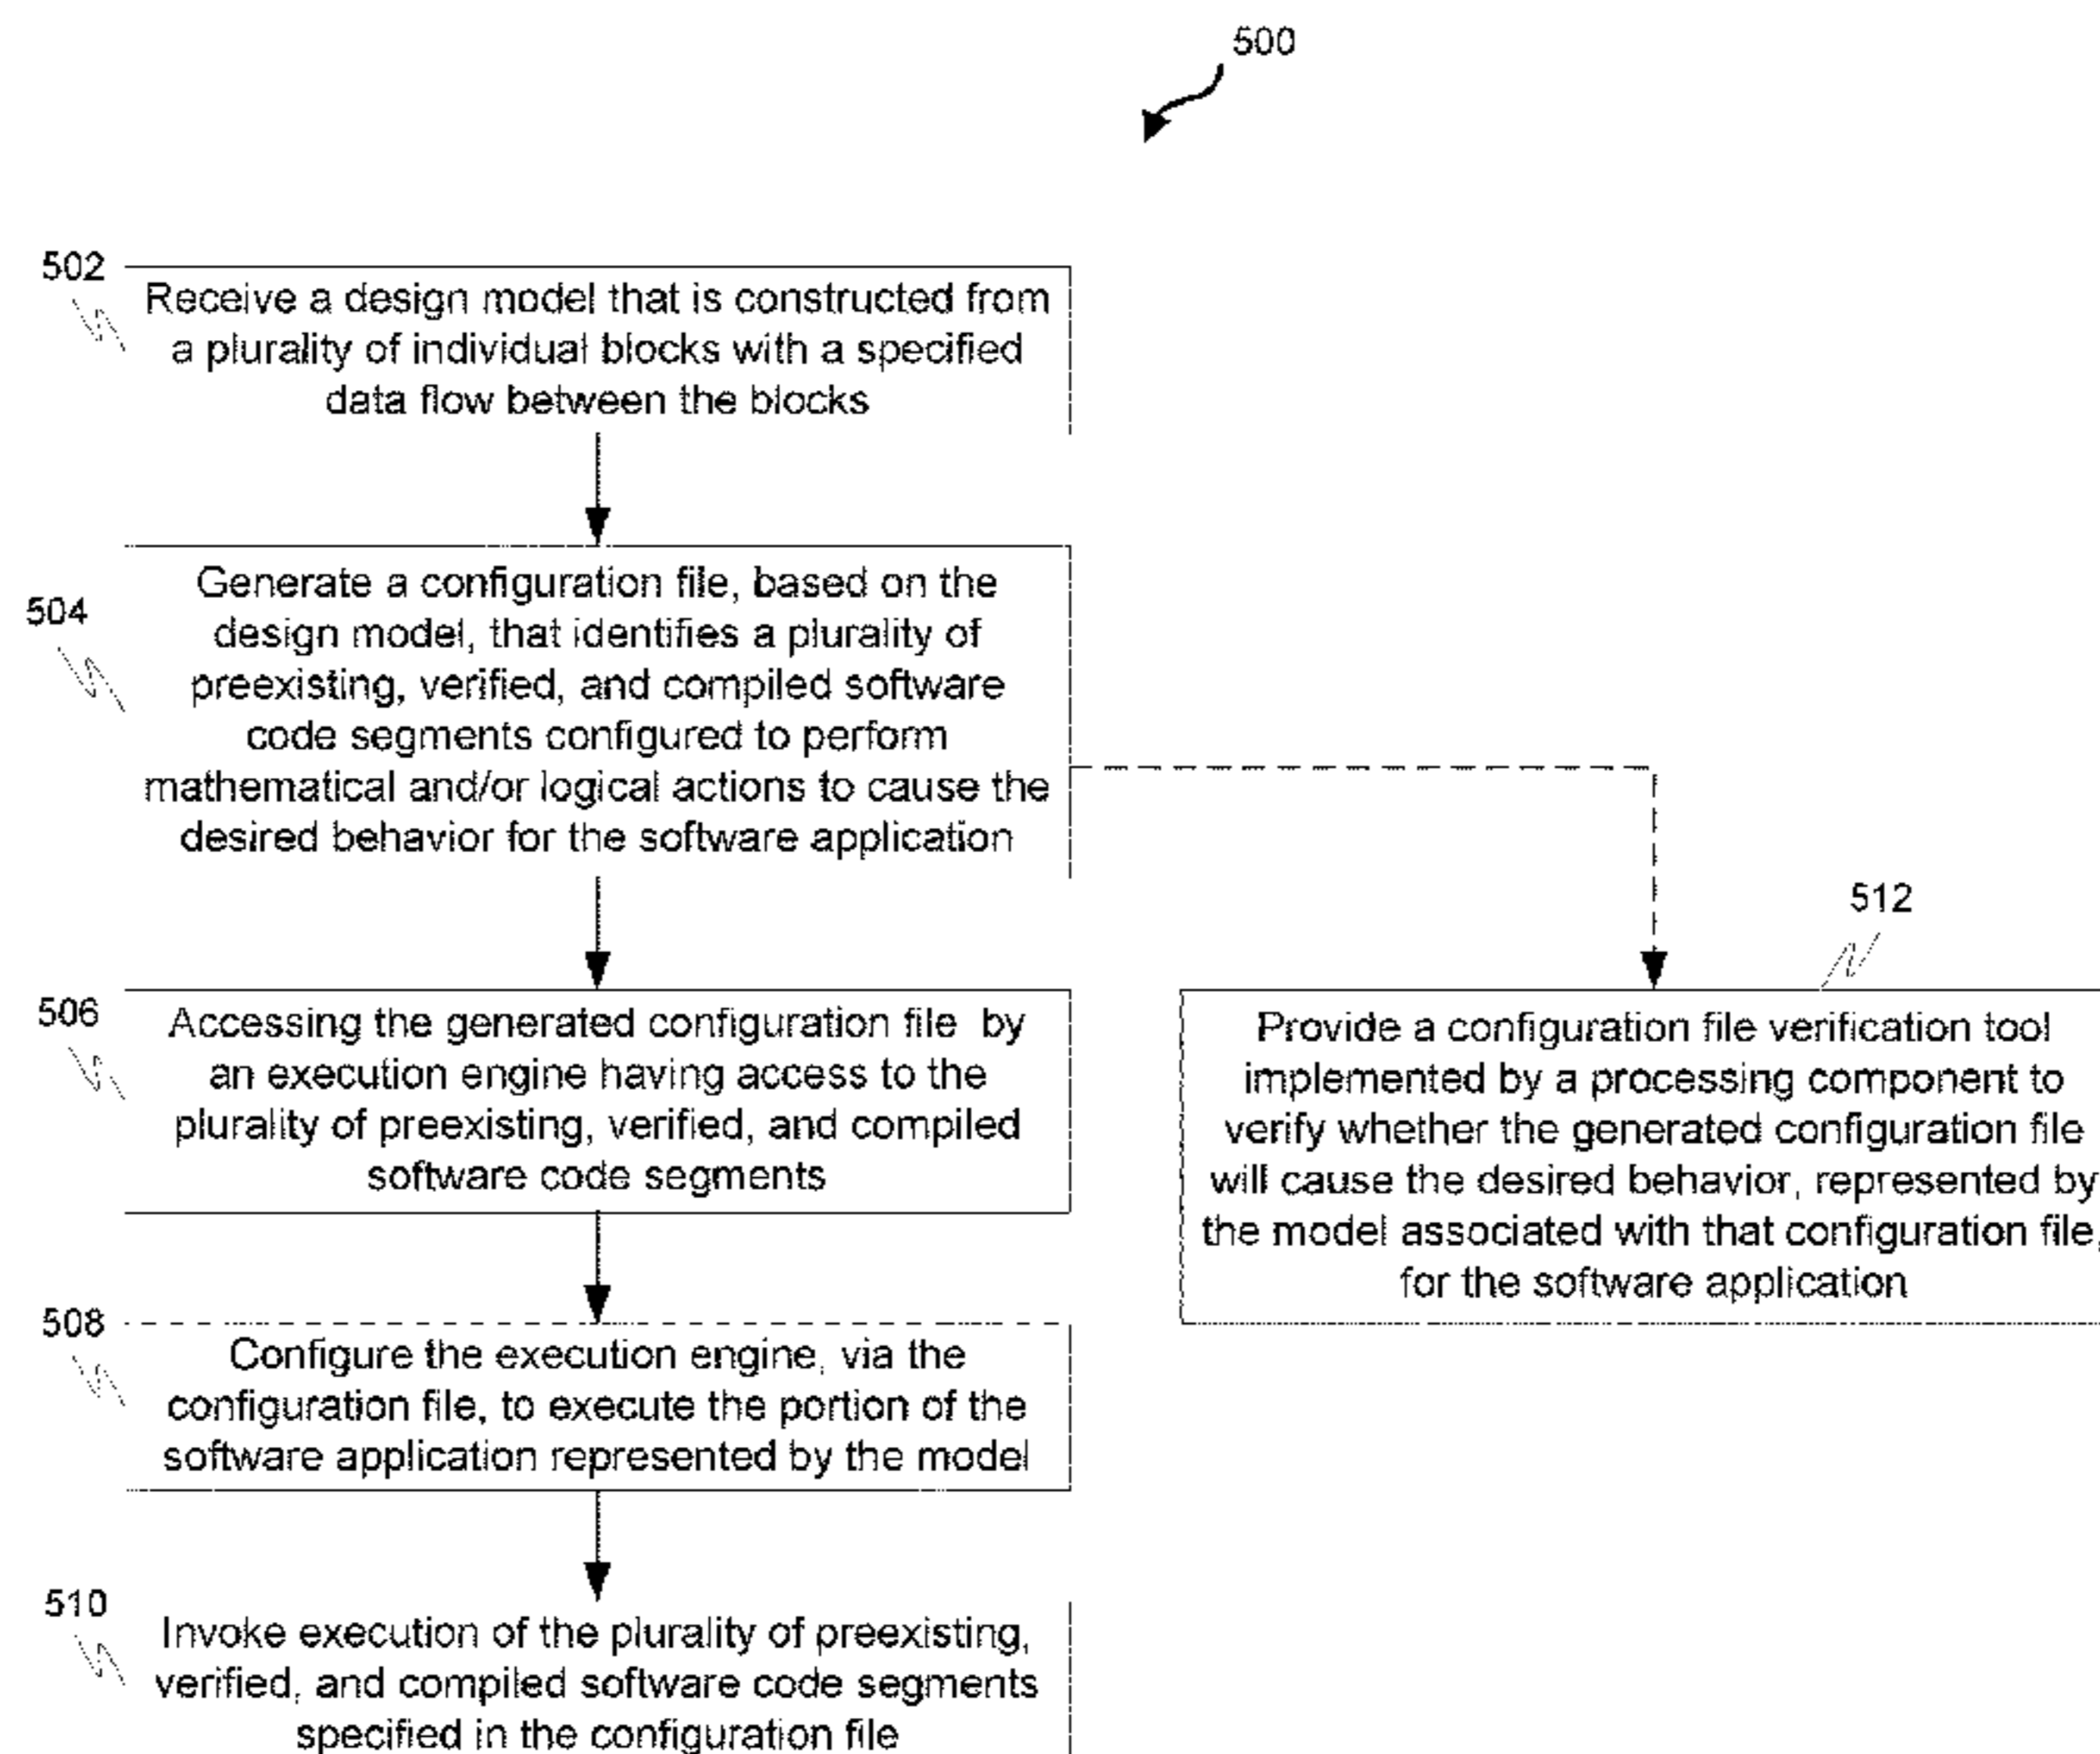 500
502
Receive a design model that is constructed from
a plurality of individual blocks with a specified
data flow between the blocks
504
Generate a configuration file, based on the
design model, that identifies a plurality of
preexisting, verified, and compiled software
code segments configured to perform
mathematical and/or logical actions to cause the
desired behavior for the software application
506
Accessing the generated configuration file by
an execution engine having access to the
plurality of preexisting, verified, and compiled
software code segments
512
Provide a configuration file verification tool
implemented by a processing component to
verify whether the generated configuration file
will cause the desired behavior, represented by
the model associated with that configuration file,
for the software application
508
Configure the execution engine, via the
configuration file, to execute the portion of the
software application represented by the model
510
Invoke execution of the plurality of preexisting,
verified, and compiled software code segments
specified in the configuration file